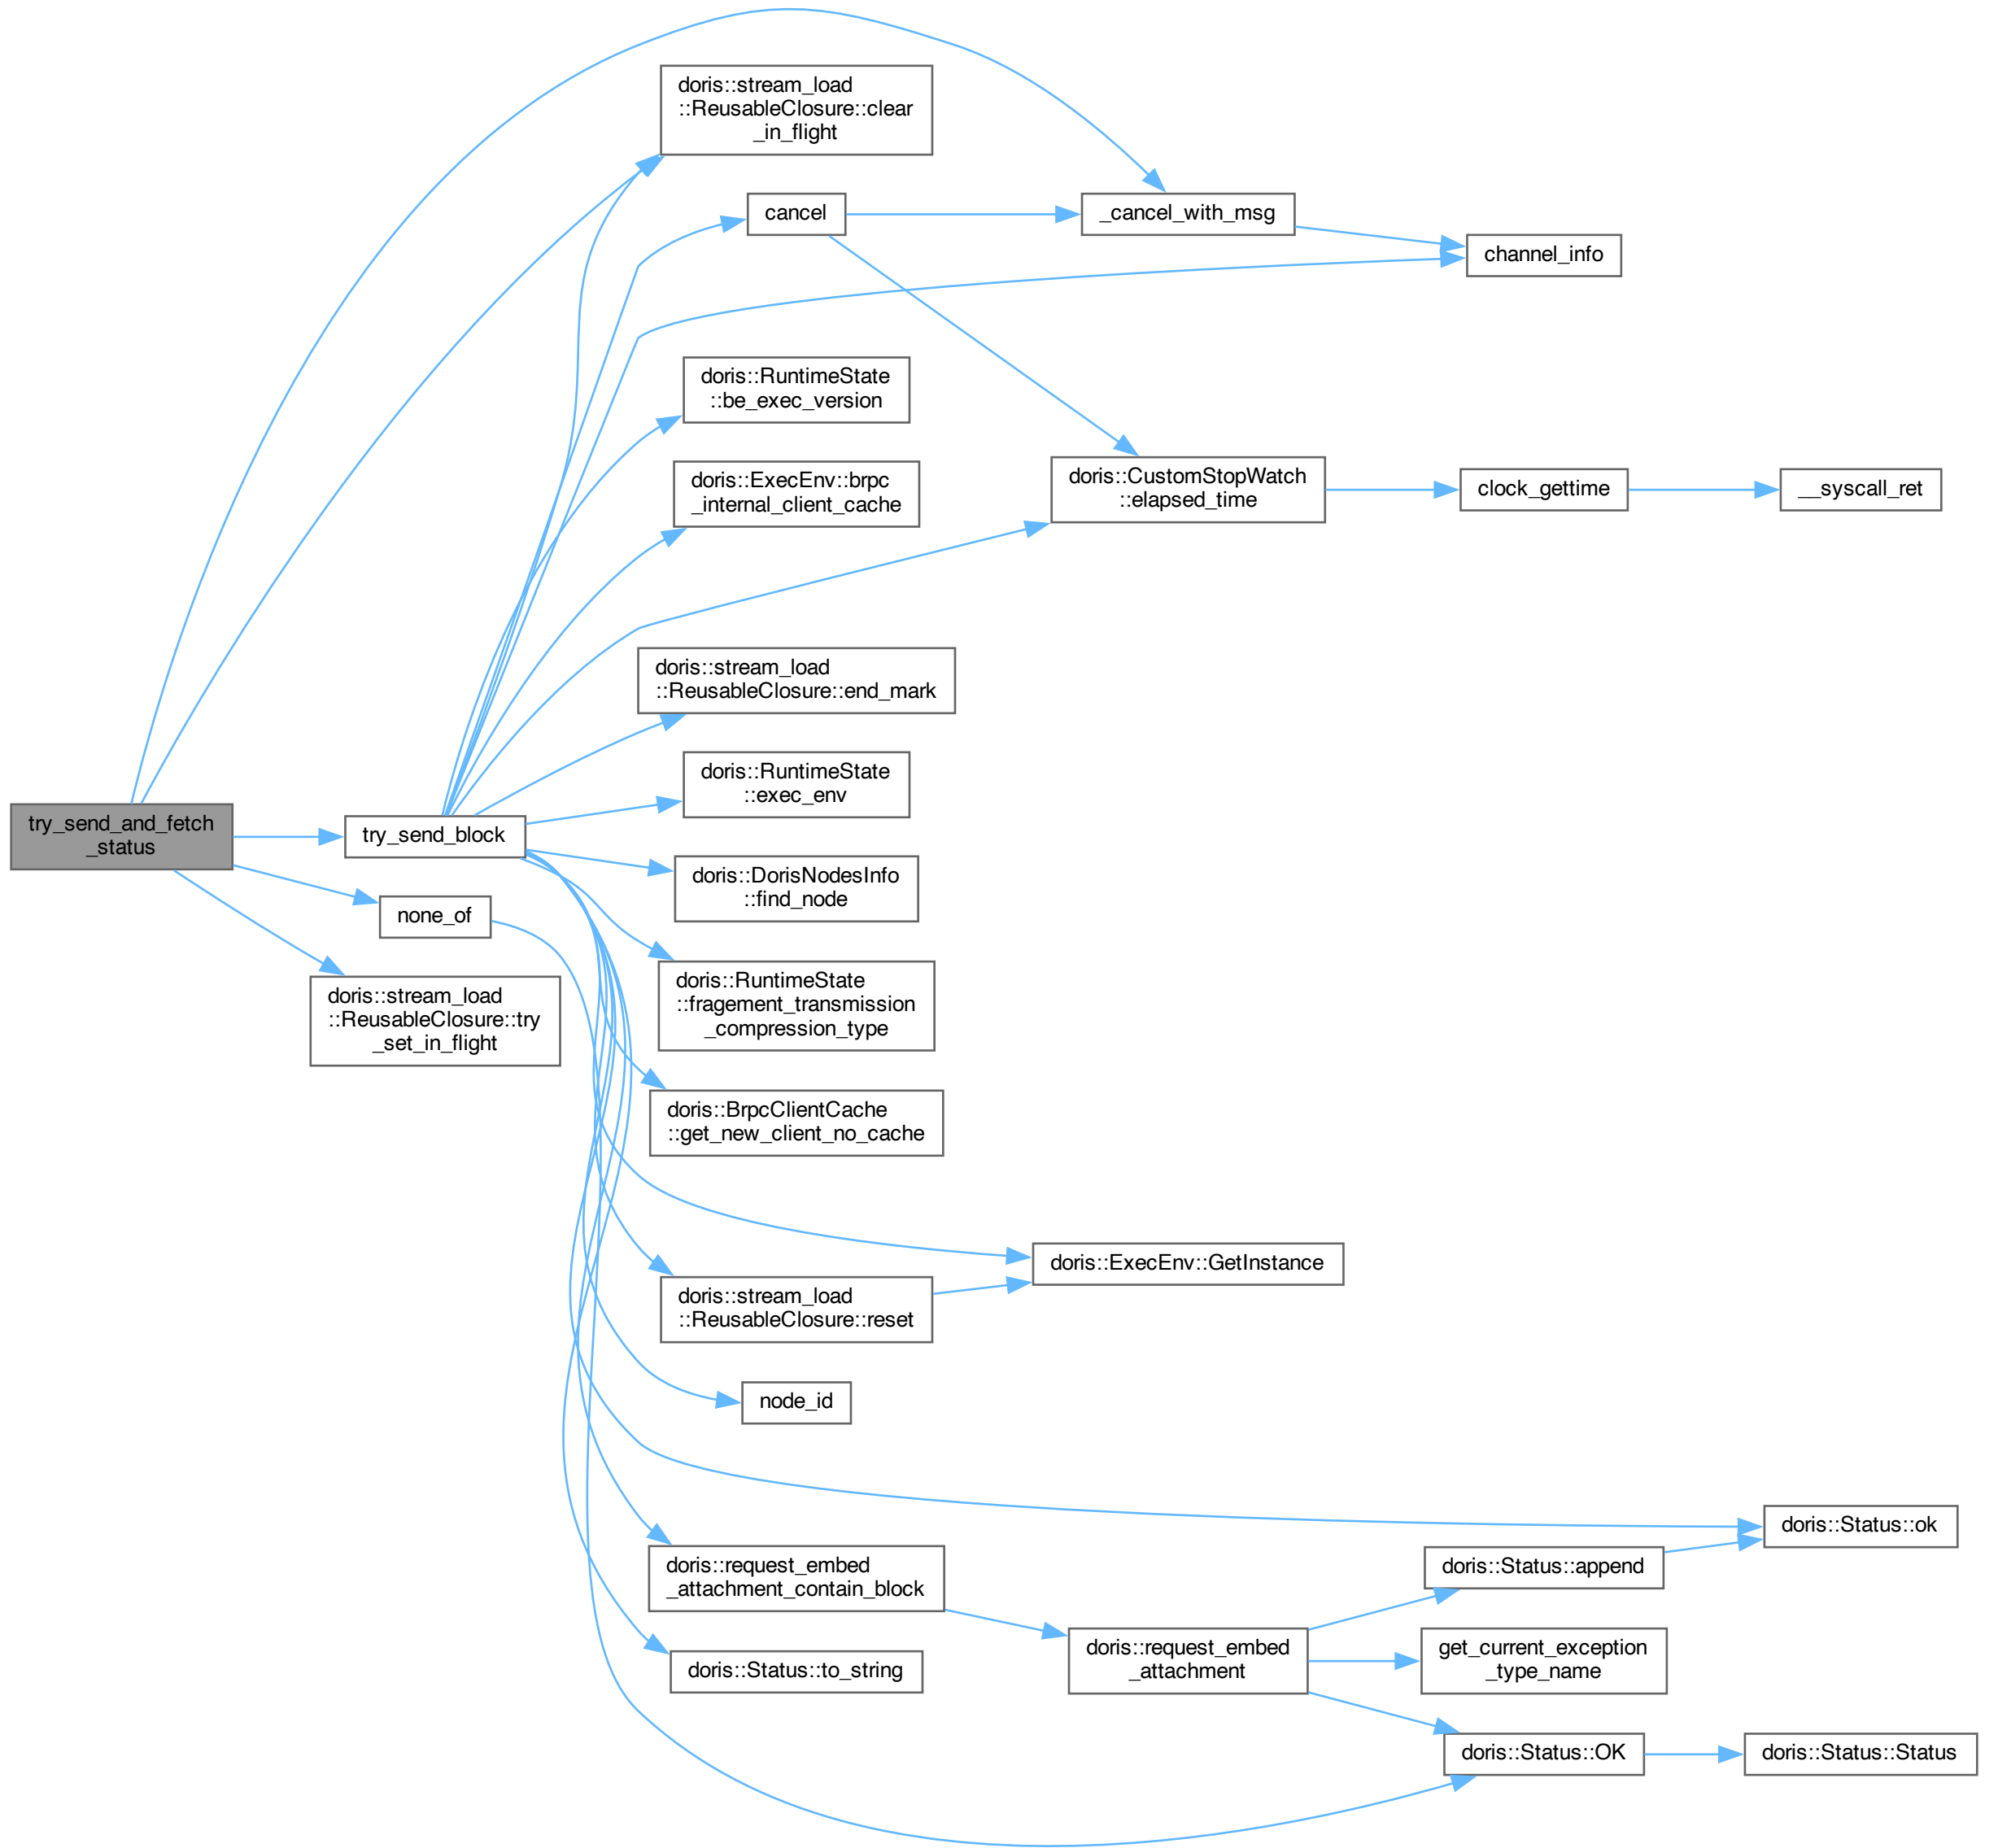 try_send_and_fetch
_status
try_send_block
none_of
doris::stream_load
::ReusableClosure::try
_set_in_flight
doris::stream_load
::ReusableClosure::clear
_in_flight
cancel
doris::RuntimeState
::be_exec_version
doris::ExecEnv::brpc
_internal_client_cache
doris::stream_load
::ReusableClosure::end_mark
doris::RuntimeState
::exec_env
doris::DorisNodesInfo
::find_node
doris::RuntimeState
::fragement_transmission
_compression_type
doris::BrpcClientCache
::get_new_client_no_cache
doris::stream_load
::ReusableClosure::reset
node_id
doris::request_embed
_attachment_contain_block
doris::Status::to_string
_cancel_with_msg
doris::CustomStopWatch
::elapsed_time
doris::ExecEnv::GetInstance
doris::request_embed
_attachment
channel_info
clock_gettime
doris::Status::append
get_current_exception
_type_name
doris::Status::OK
__syscall_ret
doris::Status::ok
doris::Status::Status